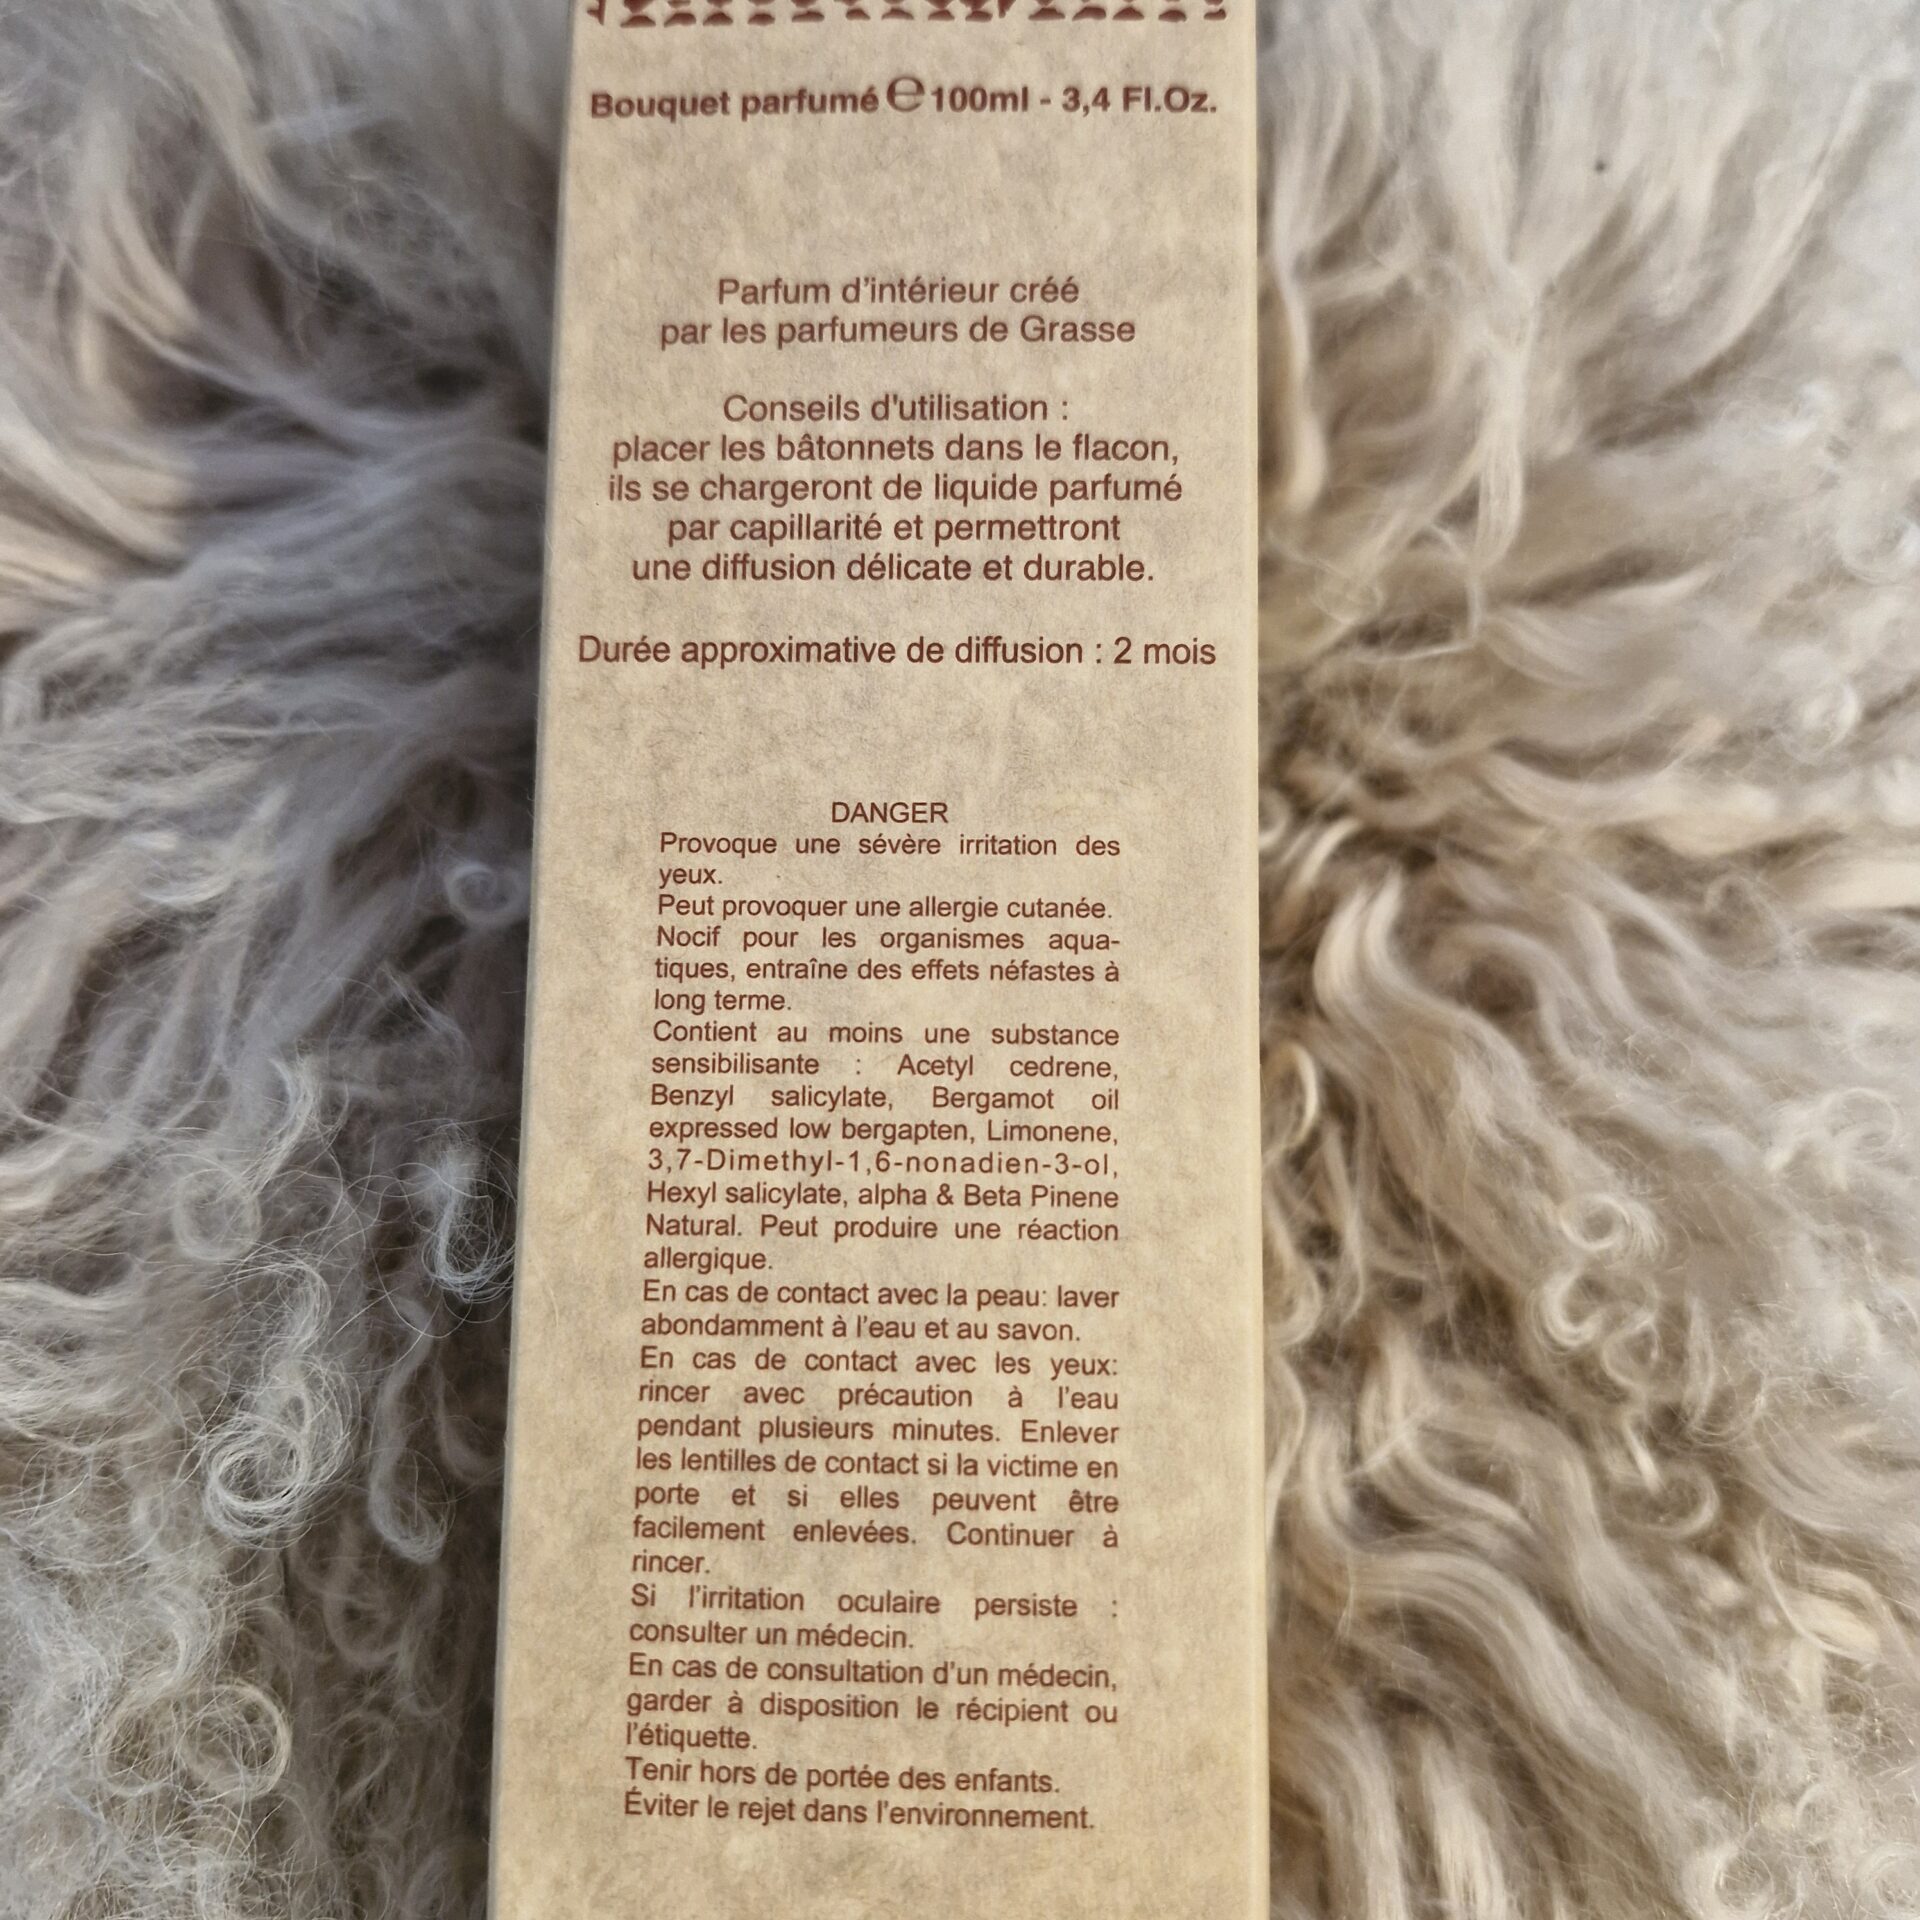 Bouquet parfumé ℮ 100ml - 3,4 Fl.Oz.
Parfum d'intérieur créé
par les parfumeurs de Grasse
Conseils d'utilisation :
placer les bâtonnets dans le flacon,
ils se chargeront de liquide parfumé
par capillarité et permettront
une diffusion délicate et durable.
Durée approximative de diffusion : 2 mois
DANGER
Provoque une sévère irritation des
yeux.
Peut provoquer une allergie cutanée.
Nocif pour les organismes aqua-
tiques, entraîne des effets néfastes à
long terme.
Contient au moins une substance
sensibilisante : Acetyl cedrene,
Benzyl salicylate, Bergamot oil
expressed low bergapten, Limonene,
3,7-Dimethyl-1,6-nonadien-3-ol,
Hexyl salicylate, alpha & Beta Pinene
Natural. Peut produire une réaction
allergique.
En cas de contact avec la peau: laver
abondamment à l'eau et au savon.
En cas de contact avec les yeux:
rincer avec précaution à l'eau
pendant plusieurs minutes. Enlever
les lentilles de contact si la victime en
porte et si elles peuvent être
facilement enlevées. Continuer à
rincer.
Si l'irritation oculaire persiste :
consulter un médecin.
En cas de consultation d'un médecin,
garder à disposition le récipient ou
l'étiquette.
Tenir hors de portée des enfants.
Éviter le rejet dans l'environnement.